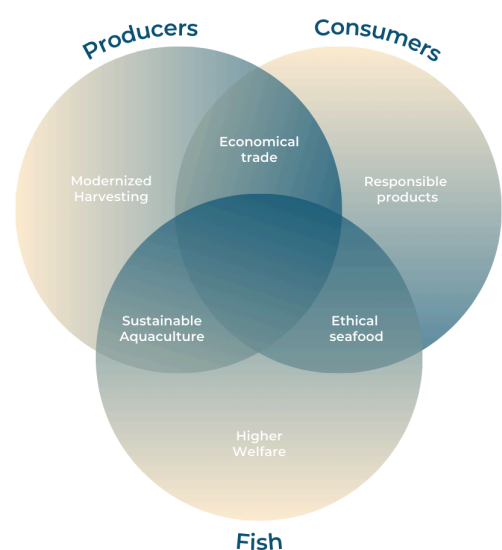 Producers
Consumers
Economical
trade
Modernized
Harvesting
Responsible
products
Sustainable
Aquaculture
Ethical
seafood
Higher
Welfare
Fish